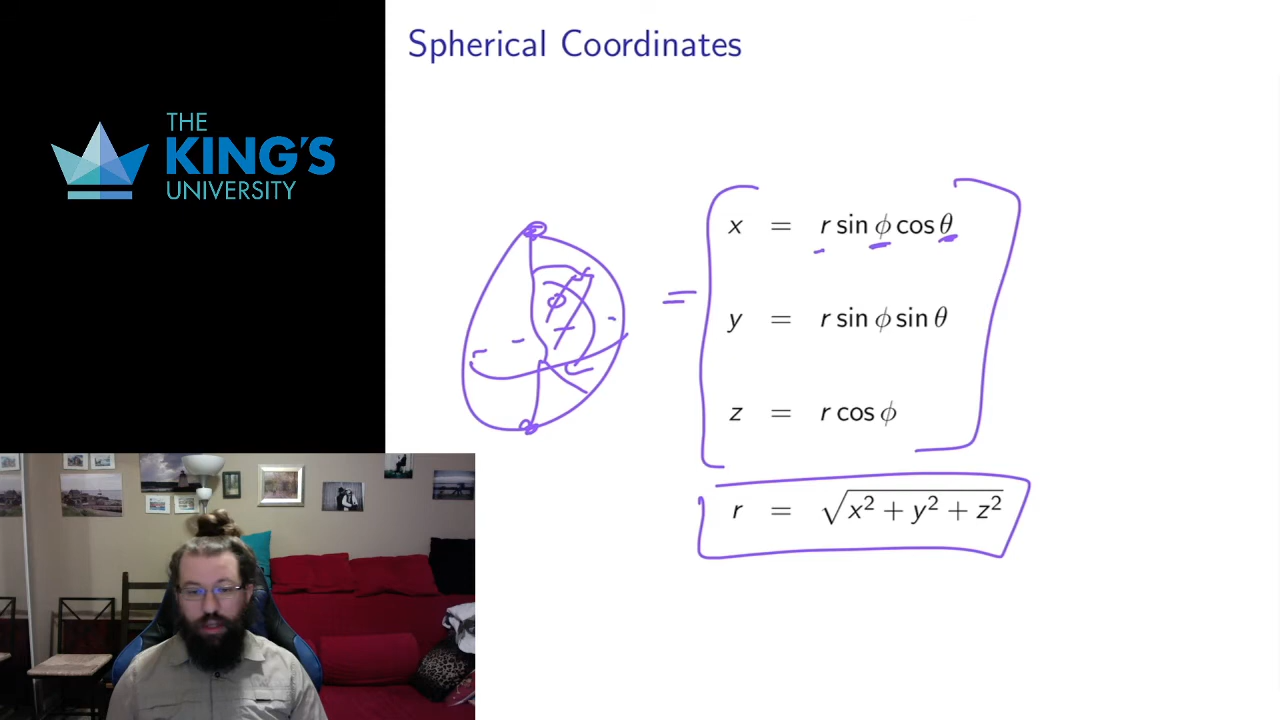 THE
KING'S
UNIVERSITY
Spherical Coordinates
x = r sin ϕ cos θ
y = r sin ϕ sin θ
z = r cos ϕ
r = √x² + y² + z²
=
ϕ